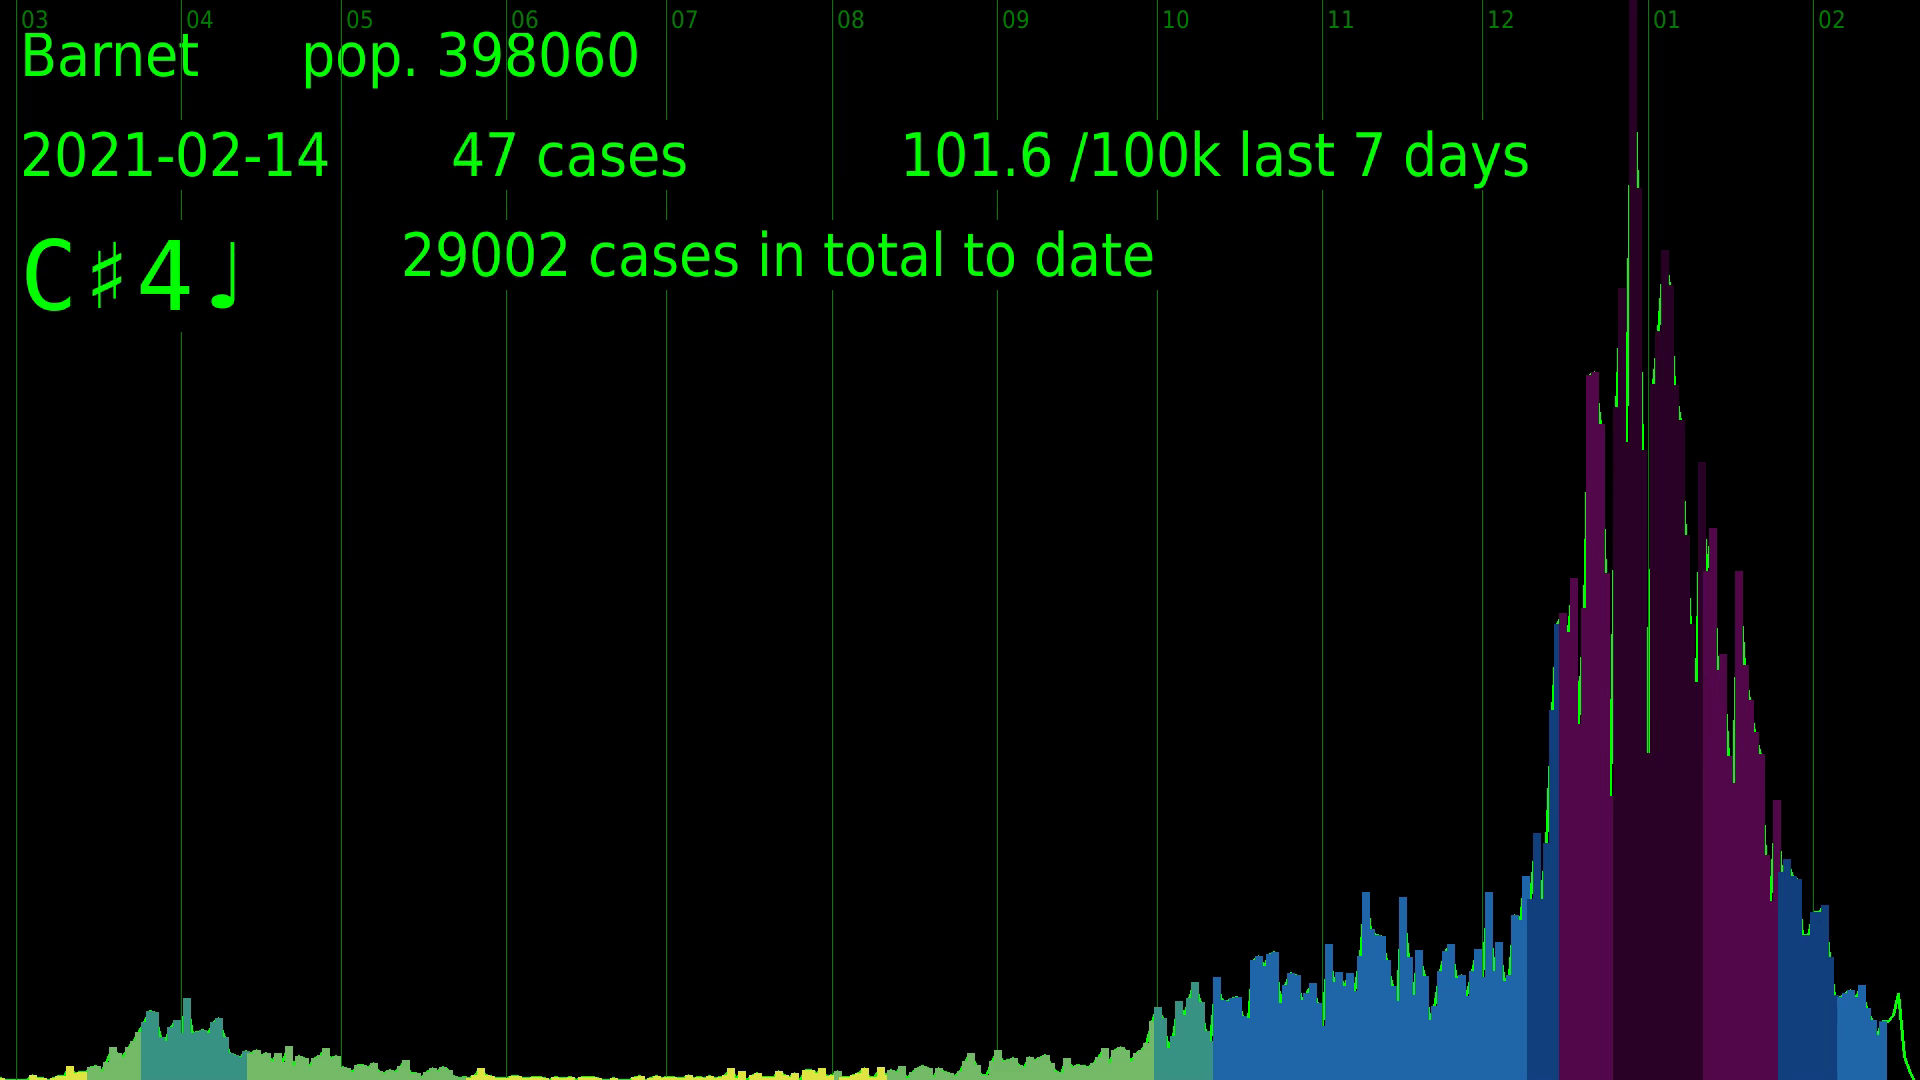 03 04 05 06 07 08 09 10 11 12 01 02
Barnet pop. 398060
2021-02-14 47 cases 101.6 /100k last 7 days
C♯4♩ 29002 cases in total to date